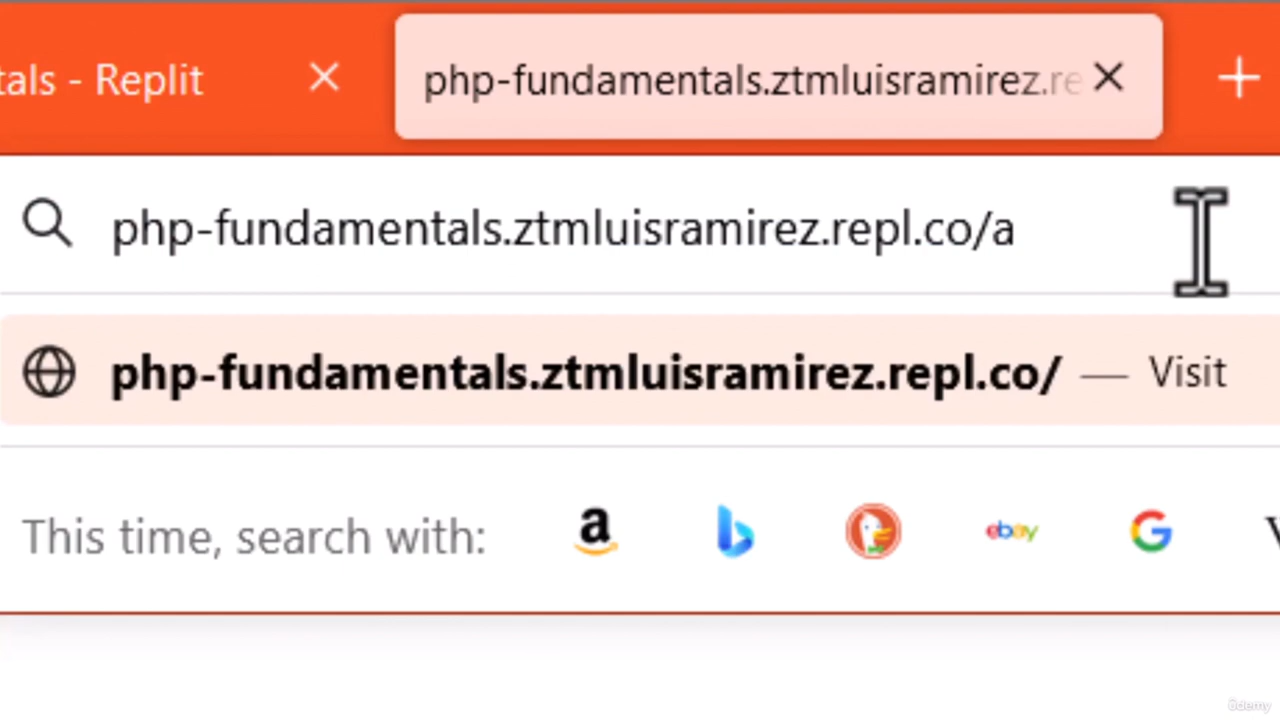 tals - Replit
php-fundamentals.ztmluisramirez.re
php-fundamentals.ztmluisramirez.repl.co/a
php-fundamentals.ztmluisramirez.repl.co/ — Visit
This time, search with: a b ebay G
ûdemy